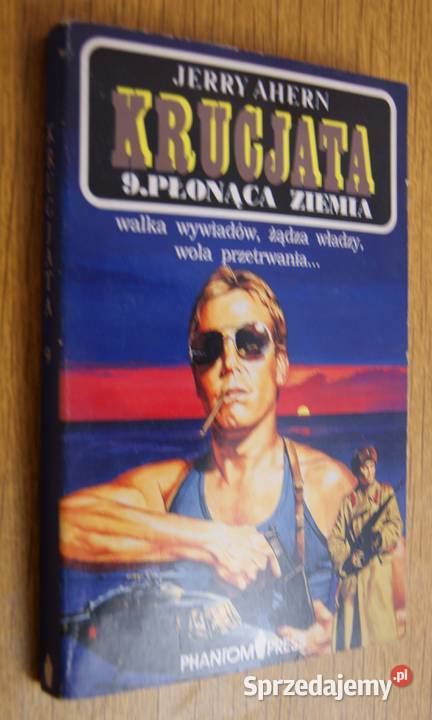 JERRY AHERN
KRUCJATA
9.PŁONĄCA ZIEMIA
walka wywiadów, żądza władzy,
wola przetrwania...
KRUCJATA 9
PHANTOM PRESS
Sprzedajemy.pl